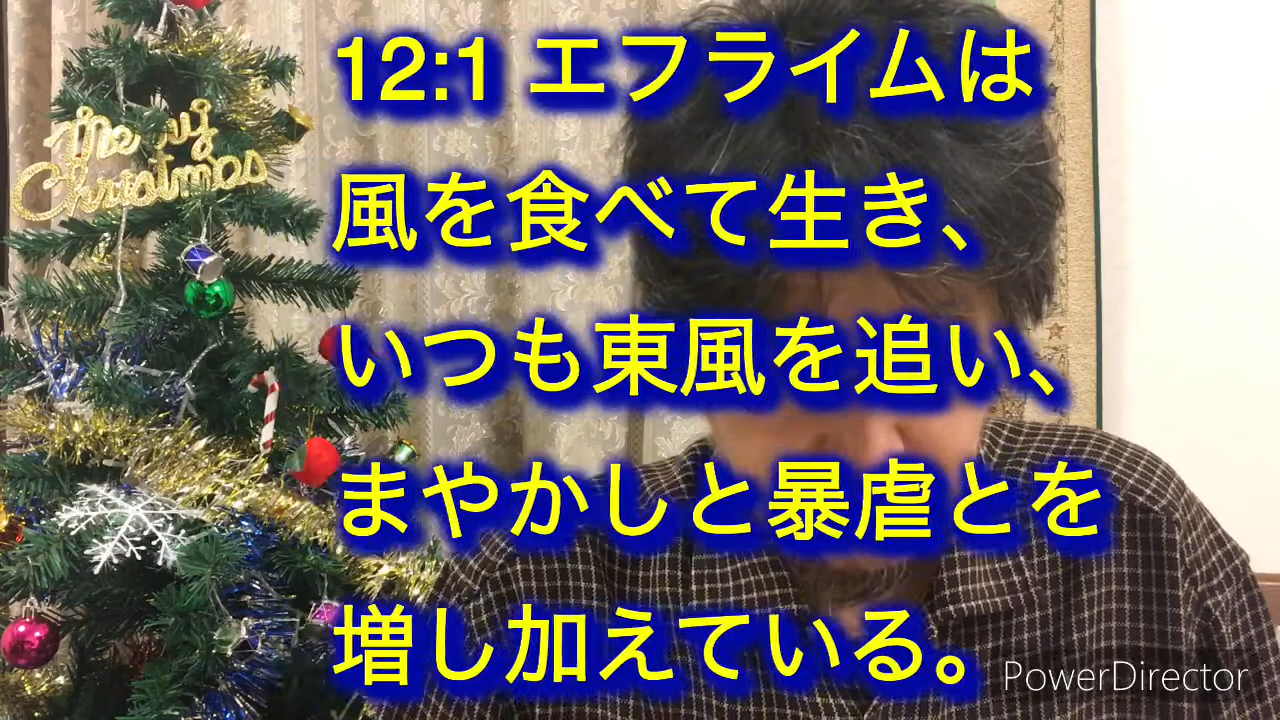 Merry
Christmas
12:1 エフライムは
風を食べて生き、
いつも東風を追い、
まやかしと暴虐とを
増し加えている。
PowerDirector